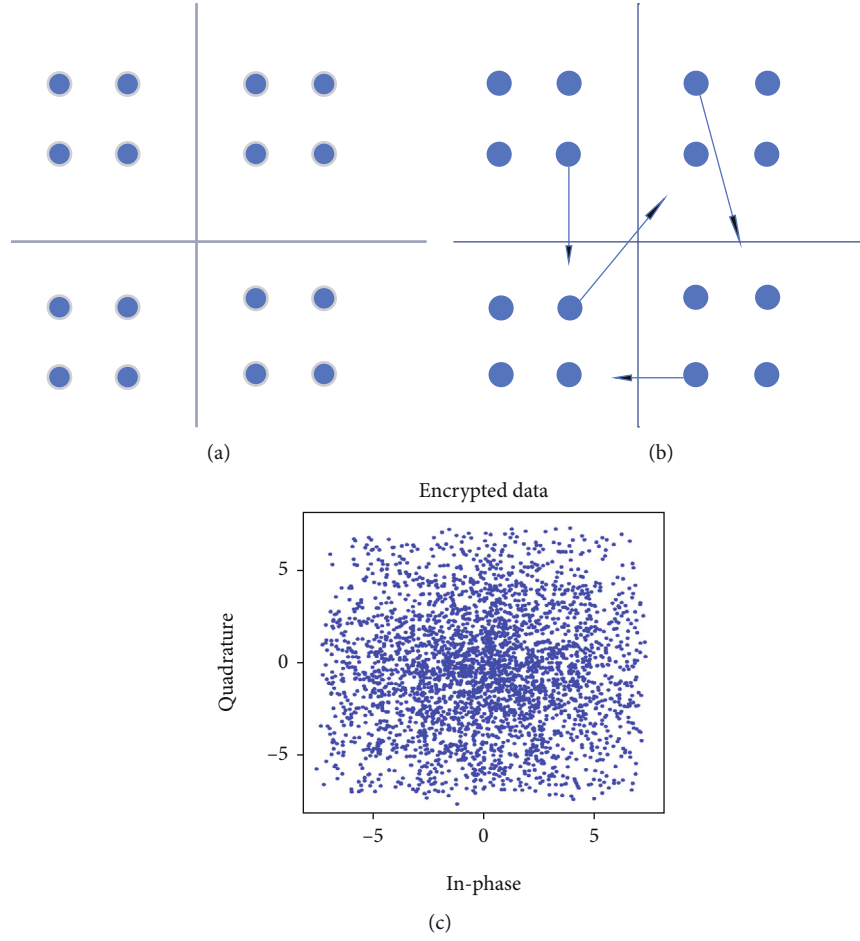 (a)
(b)
Encrypted data
5
0
–5
Quadrature
–5
0
5
In-phase
(c)